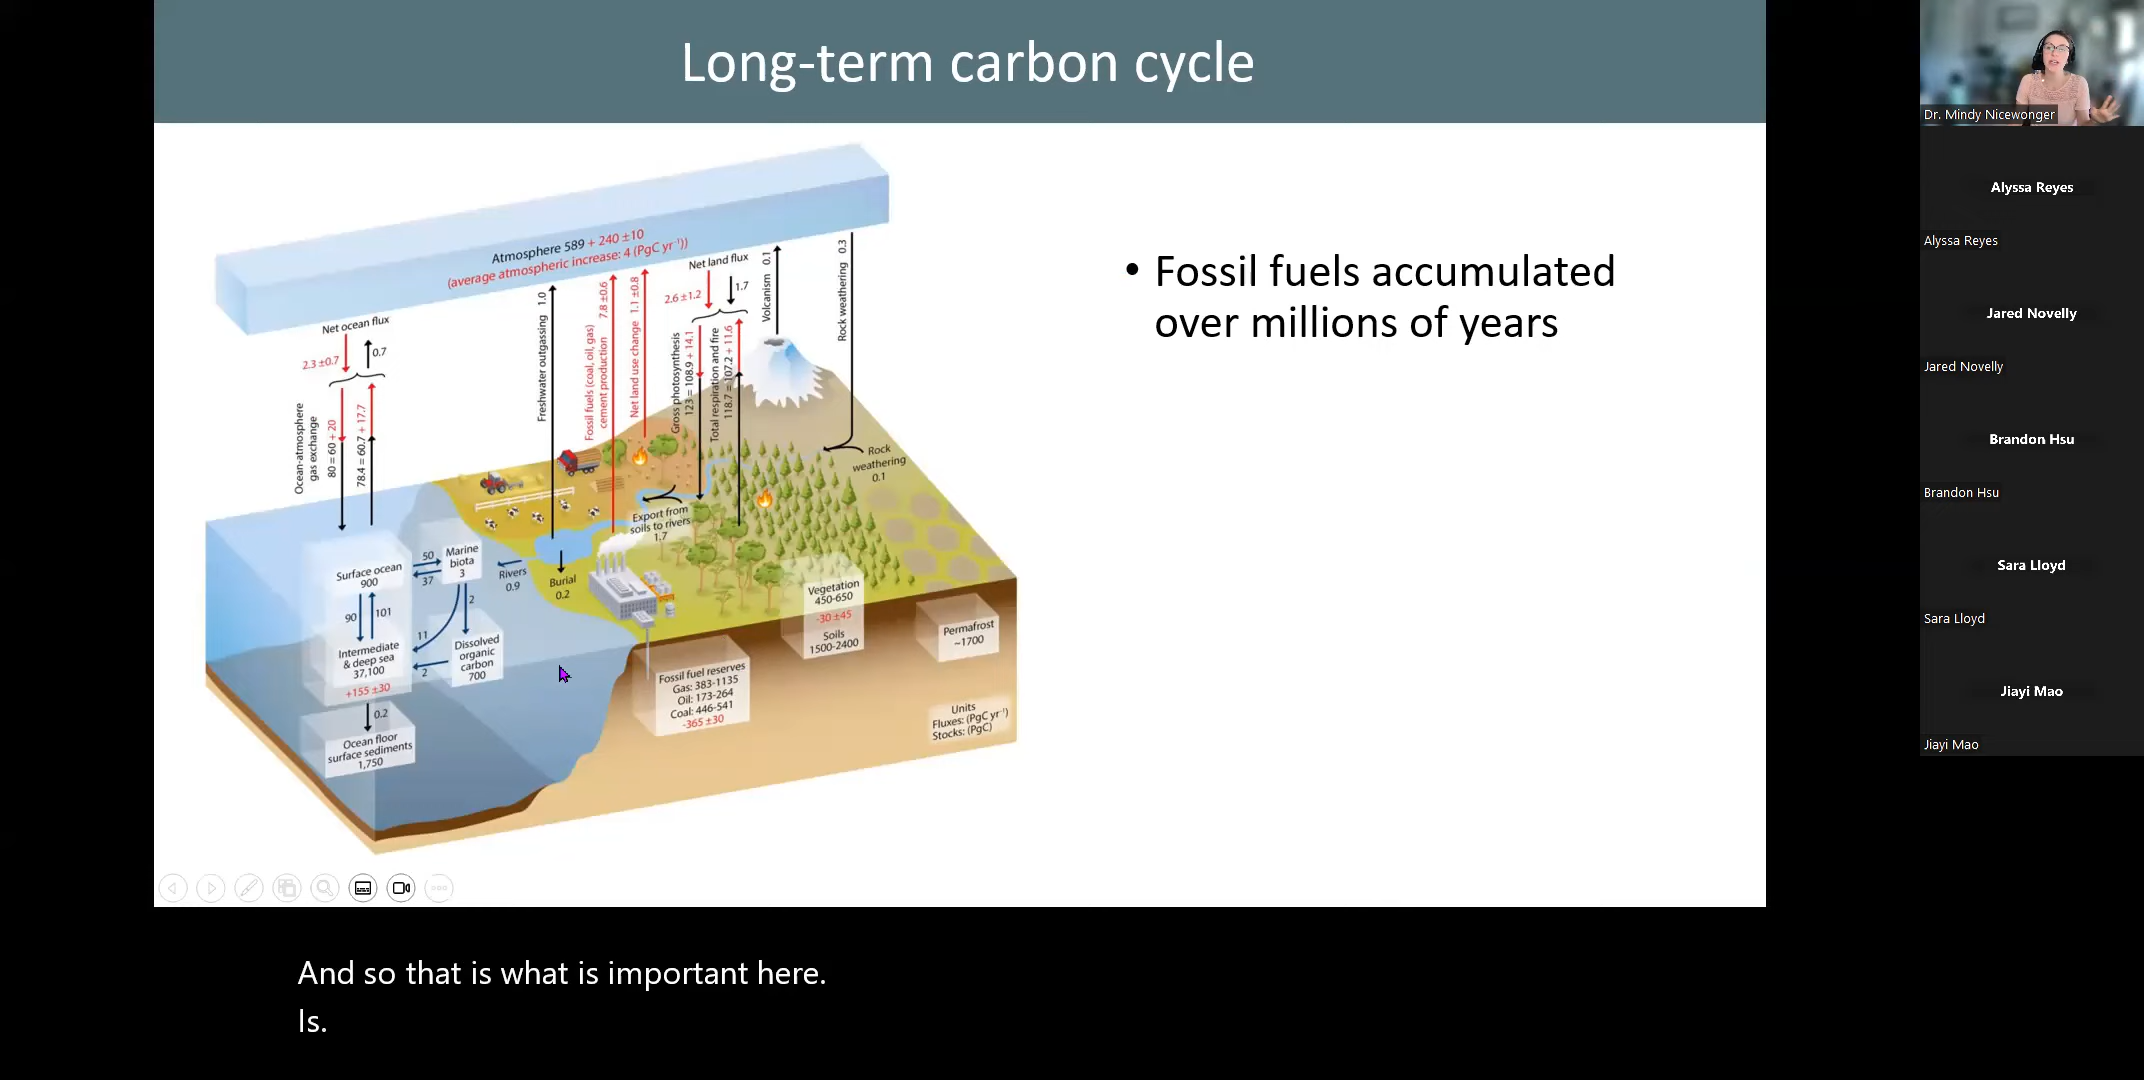 Long-term carbon cycle
Atmosphere 589 + 240 ±10
(average atmospheric increase: 4 (PgC yr⁻¹))
Net ocean flux
2.3 ±0.7
0.7
Ocean-atmosphere
gas exchange
80 = 60 + 20
78.4 = 60.7 + 17.7
Freshwater outgassing 1.0
Fossil fuels (coal, oil, gas)
cement production 7.8 ±0.6
Net land use change 1.1 ±0.8
Net land flux
2.6 ±1.2
1.7
Gross photosynthesis
123 = 108.9 + 14.1
Total respiration and fire
118.7 = 107.2 + 11.6
Volcanism 0.1
Rock weathering 0.3
Rock
weathering
0.1
Export from
soils to rivers
1.7
Surface ocean
900
50
37
Marine
biota
3
Rivers
0.9
Burial
0.2
90
101
2
11
2
Intermediate
& deep sea
37,100
+155 ±30
Dissolved
organic
carbon
700
0.2
Ocean floor
surface sediments
1,750
Fossil fuel reserves
Gas: 383-1135
Oil: 173-264
Coal: 446-541
-365 ±30
Vegetation
450-650
-30 ±45
Soils
1500-2400
Permafrost
~1700
Units
Fluxes: (PgC yr⁻¹)
Stocks: (PgC)
• Fossil fuels accumulated
over millions of years
And so that is what is important here.
Is.
Dr. Mindy Nicewonger
Alyssa Reyes
Alyssa Reyes
Jared Novelly
Jared Novelly
Brandon Hsu
Brandon Hsu
Sara Lloyd
Sara Lloyd
Jiayi Mao
Jiayi Mao